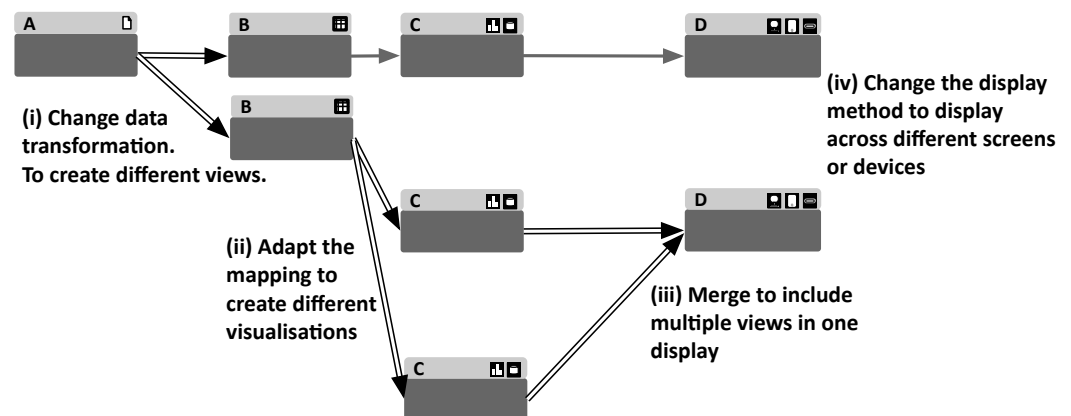 A
B
C
D
(iv) Change the display
method to display
across different screens
or devices
B
(i) Change data
transformation.
To create different views.
C
D
(ii) Adapt the
mapping to
create different
visualisations
(iii) Merge to include
multiple views in one
display
C